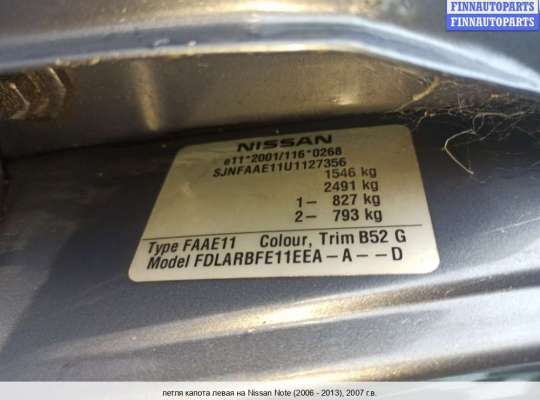 FINNAUTOPARTS
FINNAUTOPARTS
NISSAN
e11*2001/116*0268
SJNFAAE11U1127356
1546 kg
2491 kg
1- 827 kg
2- 793 kg
Type FAAE11 Colour, Trim B52 G
Model FDLARBFE11EEA-A--D
петля капота левая на Nissan Note (2006 - 2013), 2007 г.в.